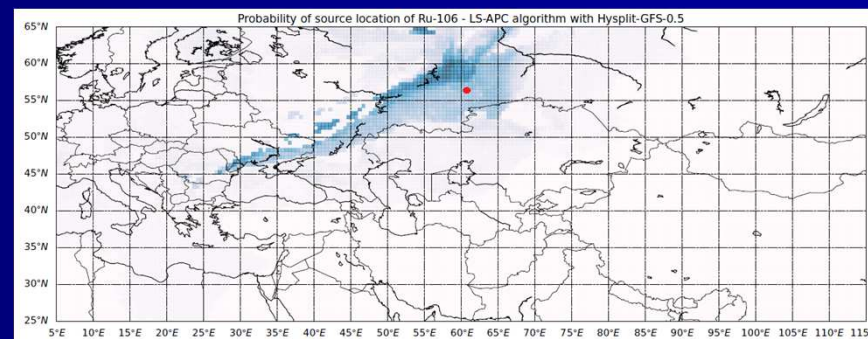 Probability of source location of Ru-106 - LS-APC algorithm with Hysplit-GFS-0.5
65°N
60°N
55°N
50°N
45°N
40°N
35°N
30°N
25°N
5°E 10°E 15°E 20°E 25°E 30°E 35°E 40°E 45°E 50°E 55°E 60°E 65°E 70°E 75°E 80°E 85°E 90°E 95°E 100°E 105°E 110°E 115